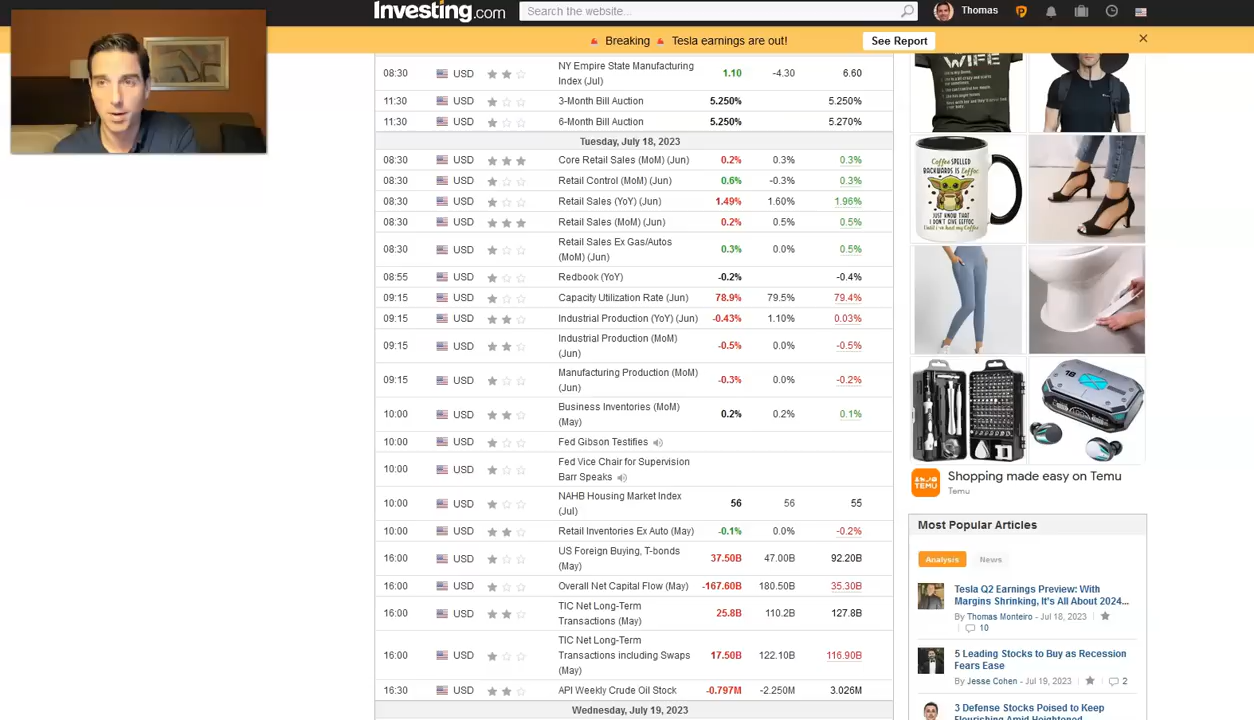 Investing.com
Search the website...
Thomas
Breaking Tesla earnings are out!
See Report
08:30 USD NY Empire State Manufacturing Index (Jul) 1.10 -4.30 6.60
11:30 USD 3-Month Bill Auction 5.250% 5.250%
11:30 USD 6-Month Bill Auction 5.250% 5.270%
Tuesday, July 18, 2023
08:30 USD Core Retail Sales (MoM) (Jun) 0.2% 0.3% 0.3%
08:30 USD Retail Control (MoM) (Jun) 0.6% -0.3% 0.3%
08:30 USD Retail Sales (YoY) (Jun) 1.49% 1.60% 1.96%
08:30 USD Retail Sales (MoM) (Jun) 0.2% 0.5% 0.5%
08:30 USD Retail Sales Ex Gas/Autos (MoM) (Jun) 0.3% 0.0% 0.5%
08:55 USD Redbook (YoY) -0.2% -0.4%
09:15 USD Capacity Utilization Rate (Jun) 78.9% 79.5% 79.4%
09:15 USD Industrial Production (YoY) (Jun) -0.43% 1.10% 0.03%
09:15 USD Industrial Production (MoM) (Jun) -0.5% 0.0% -0.5%
09:15 USD Manufacturing Production (MoM) (Jun) -0.3% 0.0% -0.2%
10:00 USD Business Inventories (MoM) (May) 0.2% 0.2% 0.1%
10:00 USD Fed Gibson Testifies
10:00 USD Fed Vice Chair for Supervision Barr Speaks
10:00 USD NAHB Housing Market Index (Jul) 56 56 55
10:00 USD Retail Inventories Ex Auto (May) -0.1% 0.0% -0.2%
16:00 USD US Foreign Buying, T-bonds (May) 37.50B 47.00B 92.20B
16:00 USD Overall Net Capital Flow (May) -167.60B 180.50B 35.30B
16:00 USD TIC Net Long-Term Transactions (May) 25.8B 110.2B 127.8B
16:00 USD TIC Net Long-Term Transactions including Swaps (May) 17.50B 122.10B 116.90B
16:30 USD API Weekly Crude Oil Stock -0.797M -2.250M 3.026M
Wednesday, July 19, 2023
WIFE
Coffee SPELLED
BACKWARDS IS Eeffoc
JUST KNOW THAT
I DON'T GIVE EEFFOC
Until i've had my Coffee
18
TEMU
Shopping made easy on Temu
Temu
Most Popular Articles
Analysis
News
Tesla Q2 Earnings Preview: With
Margins Shrinking, It's All About 2024...
By Thomas Monteiro - Jul 18, 2023
10
5 Leading Stocks to Buy as Recession
Fears Ease
By Jesse Cohen - Jul 19, 2023
2
3 Defense Stocks Poised to Keep
Flourishing Amid Heightened